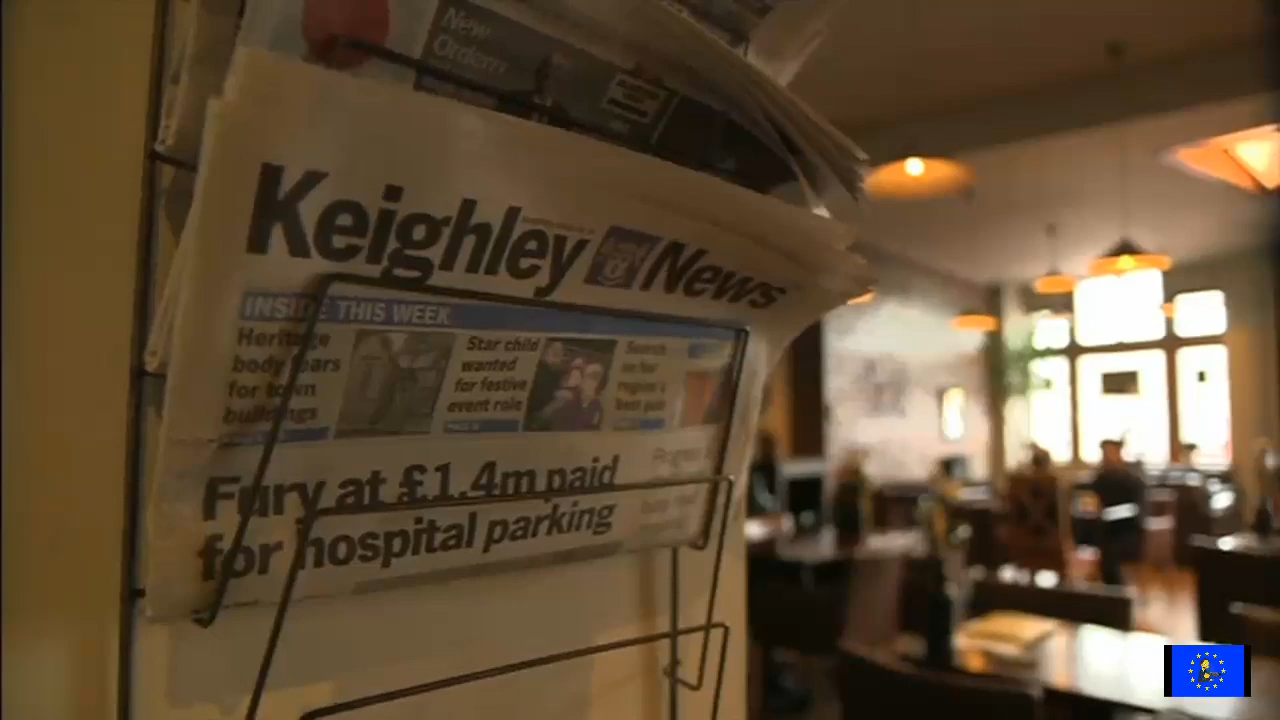 New
Order
Keighley News
INSIDE THIS WEEK
Heritage
body fears
for town
buildings
Star child
wanted
for festive
event role
Search
on for
region's
best pub
Fury at £1.4m paid
for hospital parking